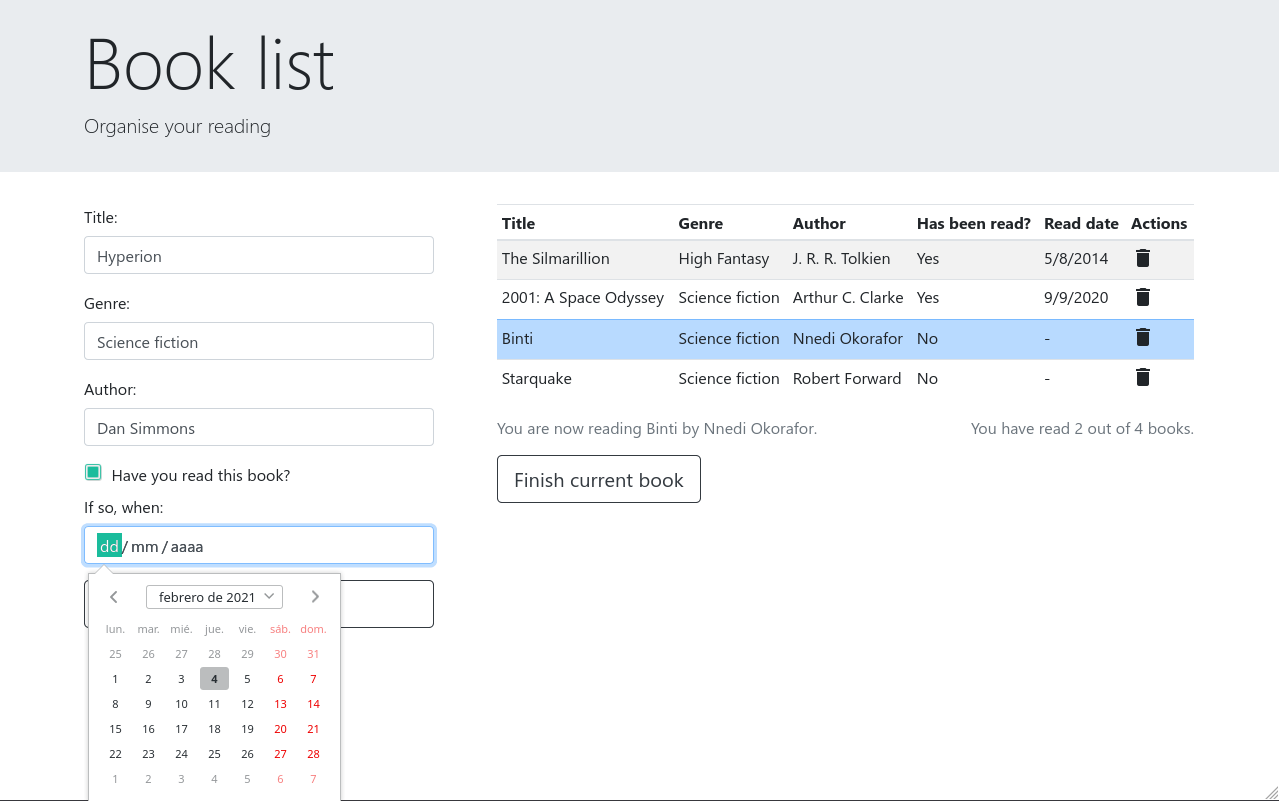 Book list
Organise your reading
Title:
Hyperion
Genre:
Science fiction
Author:
Dan Simmons
Have you read this book?
If so, when:
dd / mm / aaaa
febrero de 2021
lun. mar. mié. jue. vie. sáb. dom.
25 26 27 28 29 30 31
1 2 3 4 5 6 7
8 9 10 11 12 13 14
15 16 17 18 19 20 21
22 23 24 25 26 27 28
1 2 3 4 5 6 7
Title Genre Author Has been read? Read date Actions
The Silmarillion High Fantasy J. R. R. Tolkien Yes 5/8/2014
2001: A Space Odyssey Science fiction Arthur C. Clarke Yes 9/9/2020
Binti Science fiction Nnedi Okorafor No -
Starquake Science fiction Robert Forward No -
You are now reading Binti by Nnedi Okorafor. You have read 2 out of 4 books.
Finish current book